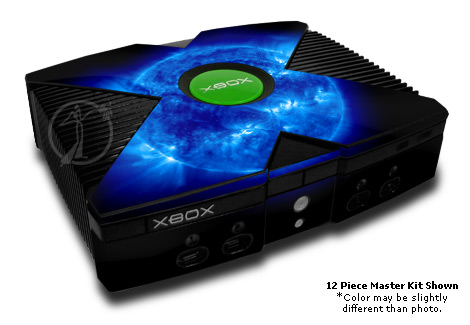 XBOX
XBOX
12 Piece Master Kit Shown
*Color may be slightly
different than photo.